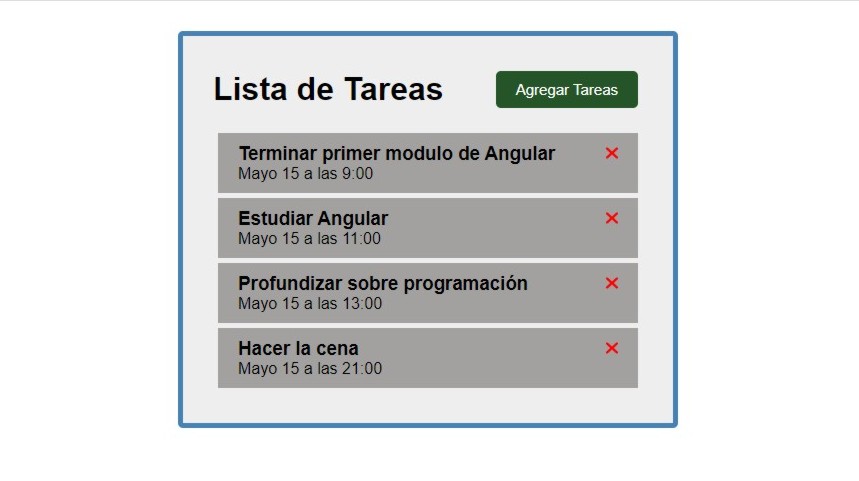 Lista de Tareas
Agregar Tareas
Terminar primer modulo de Angular
Mayo 15 a las 9:00
Estudiar Angular
Mayo 15 a las 11:00
Profundizar sobre programación
Mayo 15 a las 13:00
Hacer la cena
Mayo 15 a las 21:00